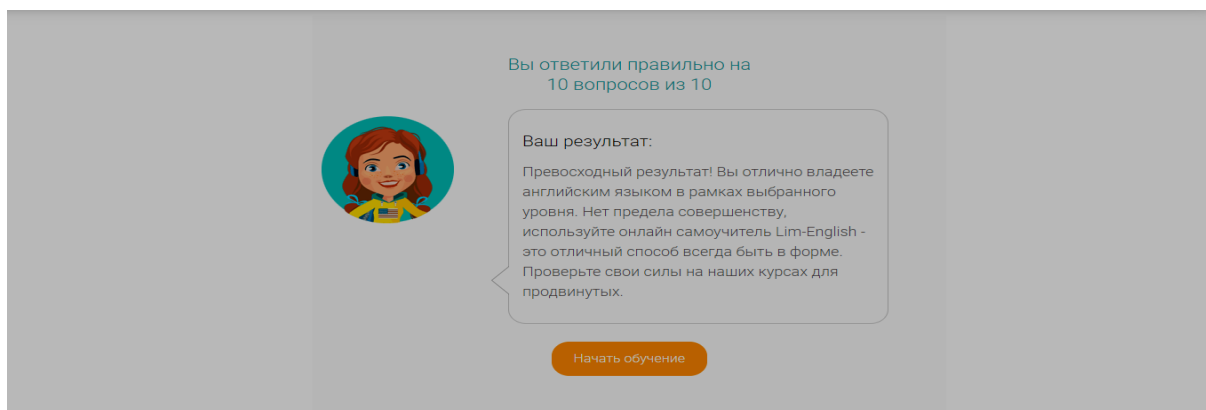 Вы ответили правильно на
10 вопросов из 10
Ваш результат:
Превосходный результат! Вы отлично владеете
английским языком в рамках выбранного
уровня. Нет предела совершенству,
используйте онлайн самоучитель Lim-English -
это отличный способ всегда быть в форме.
Проверьте свои силы на наших курсах для
продвинутых.
Начать обучение